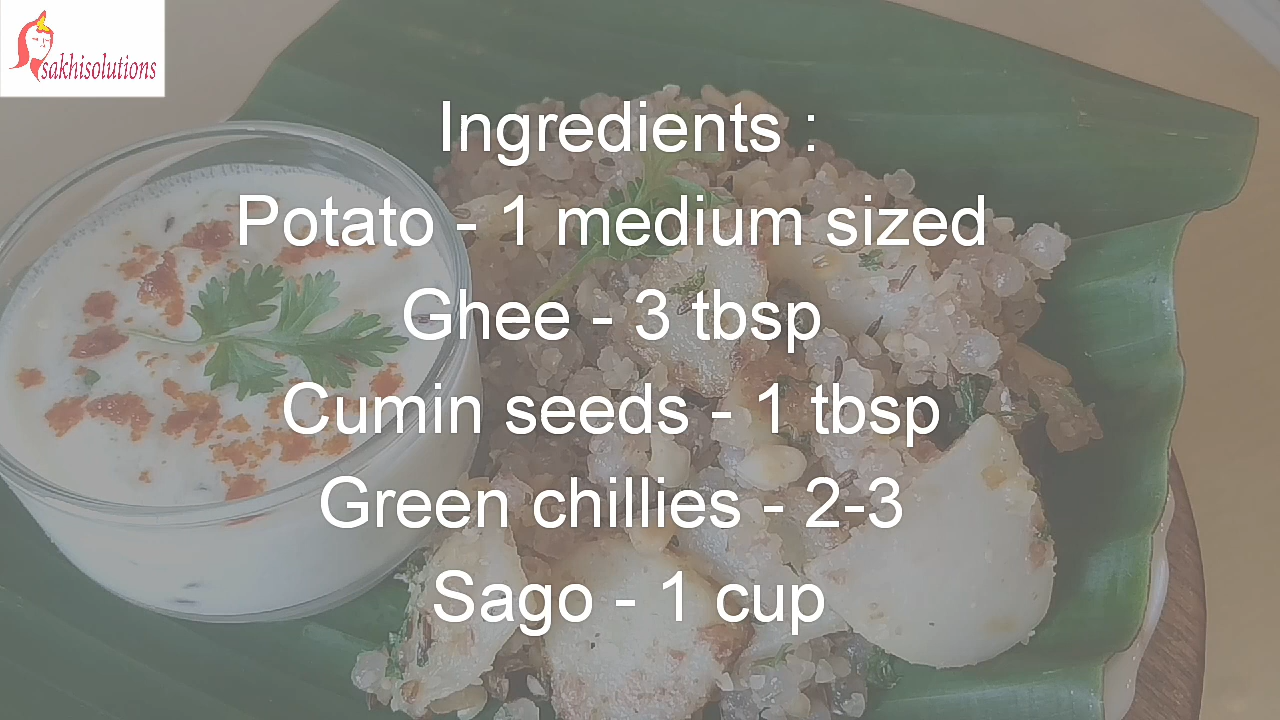 sakhisolutions
Ingredients :
Potato - 1 medium sized
Ghee - 3 tbsp
Cumin seeds - 1 tbsp
Green chillies - 2-3
Sago - 1 cup